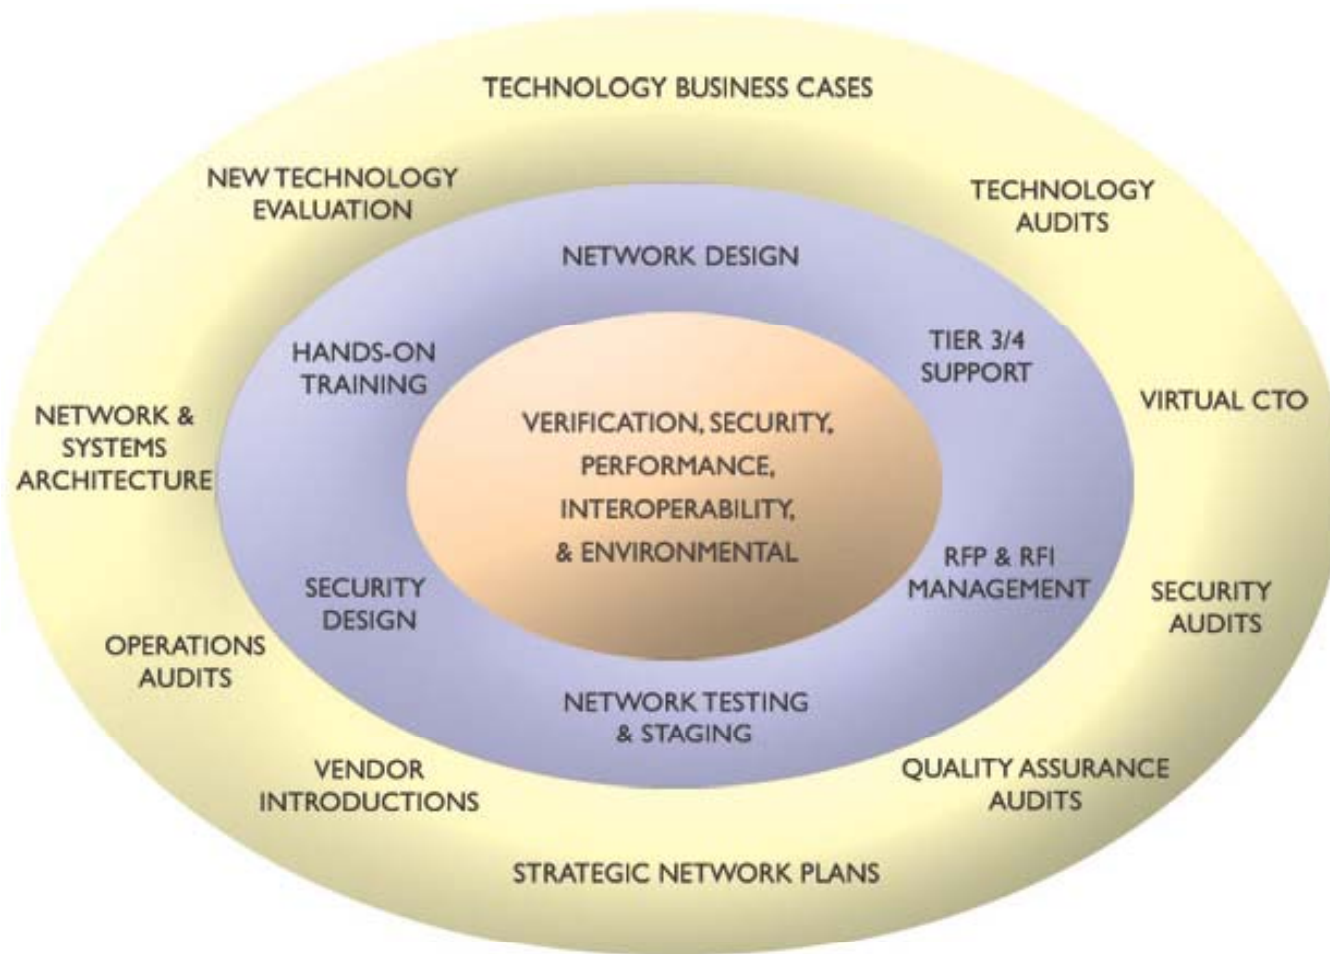 TECHNOLOGY BUSINESS CASES
NEW TECHNOLOGY
EVALUATION
TECHNOLOGY
AUDITS
NETWORK DESIGN
HANDS-ON
TRAINING
TIER 3/4
SUPPORT
NETWORK &
SYSTEMS
ARCHITECTURE
VIRTUAL CTO
VERIFICATION, SECURITY,
PERFORMANCE,
INTEROPERABILITY,
& ENVIRONMENTAL
SECURITY
DESIGN
RFP & RFI
MANAGEMENT
SECURITY
AUDITS
OPERATIONS
AUDITS
NETWORK TESTING
& STAGING
VENDOR
INTRODUCTIONS
QUALITY ASSURANCE
AUDITS
STRATEGIC NETWORK PLANS